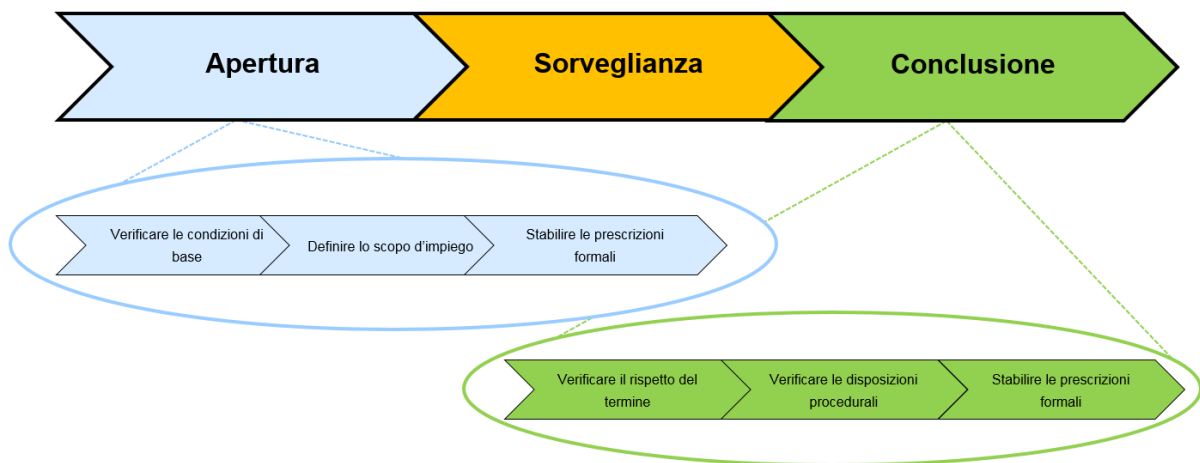 Apertura
Sorveglianza
Conclusione
Verificare le condizioni di
base
Definire lo scopo d’impiego
Stabilire le prescrizioni
formali
Verificare il rispetto del
termine
Verificare le disposizioni
procedurali
Stabilire le prescrizioni
formali